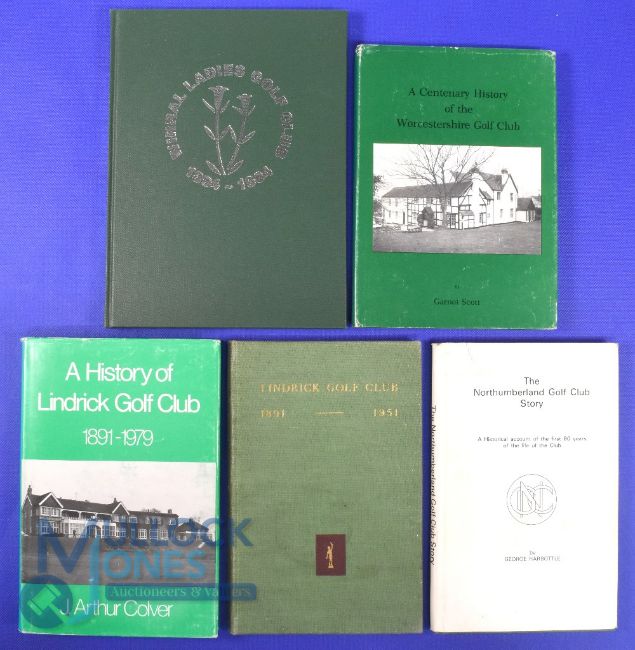 WIRRAL LADIES GOLF CLUB
1894 ~ 1994
A Centenary History
of the
Worcestershire Golf Club
by
Garnot Scott
A History of
Lindrick Golf Club
1891-1979
J. Arthur Colver
LINDRICK GOLF CLUB
1891 — 1951
The Northumberland Golf Club Story
The
Northumberland Golf Club
Story
A Historical account of the first 80 years
of the life of the Club
by
GEORGE HARBOTTLE
MULLOCK
JONES
Auctioneers & Valuers